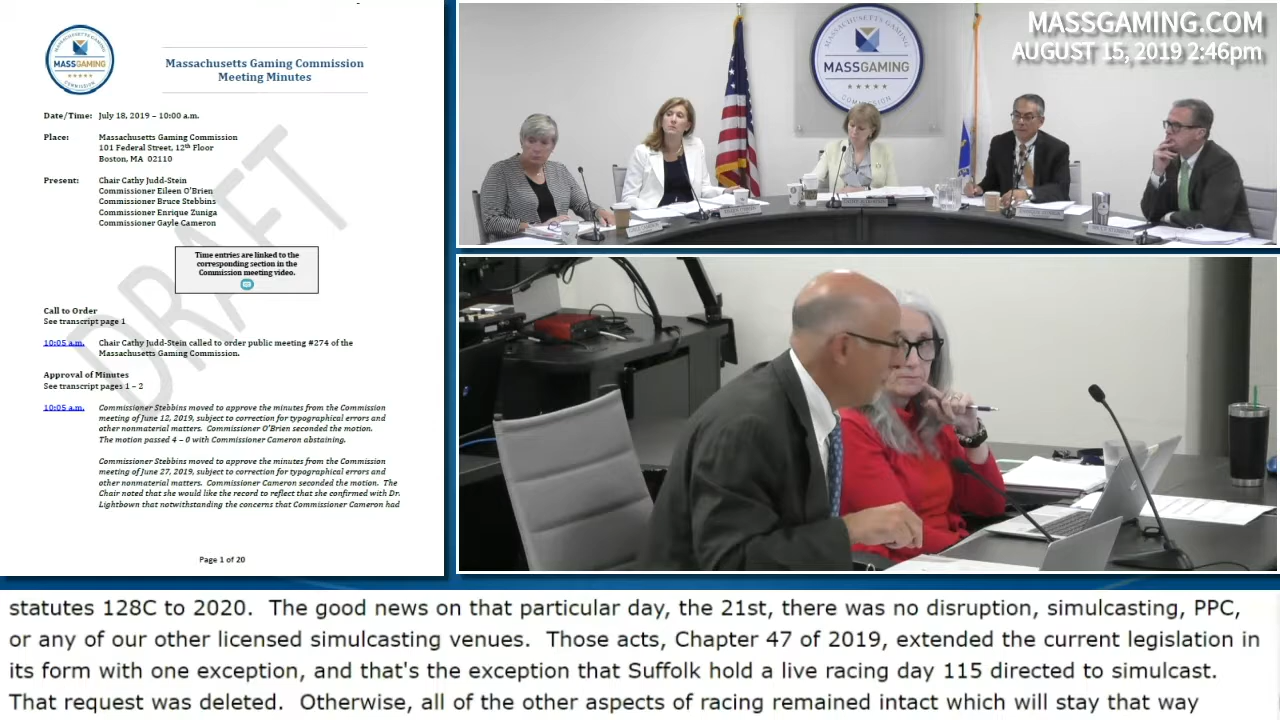 MASSACHUSETTS GAMING
MASSGAMING
COMMISSION
Massachusetts Gaming Commission
Meeting Minutes
Date/Time: July 18, 2019 – 10:00 a.m.
Place: Massachusetts Gaming Commission
101 Federal Street, 12th Floor
Boston, MA 02110
Present: Chair Cathy Judd-Stein
Commissioner Eileen O'Brien
Commissioner Bruce Stebbins
Commissioner Enrique Zuniga
Commissioner Gayle Cameron
Time entries are linked to the
corresponding section in the
Commission meeting video.
DRAFT
Call to Order
See transcript page 1
10:05 a.m. Chair Cathy Judd-Stein called to order public meeting #274 of the
Massachusetts Gaming Commission.
Approval of Minutes
See transcript pages 1 – 2
10:05 a.m. Commissioner Stebbins moved to approve the minutes from the Commission
meeting of June 12, 2019, subject to correction for typographical errors and
other nonmaterial matters. Commissioner O'Brien seconded the motion.
The motion passed 4 – 0 with Commissioner Cameron abstaining.
Commissioner Stebbins moved to approve the minutes from the Commission
meeting of June 27, 2019, subject to correction for typographical errors and
other nonmaterial matters. Commissioner Cameron seconded the motion. The
Chair noted that she would like the record to reflect that she confirmed with Dr.
Lightbown that notwithstanding the concerns that Commissioner Cameron had
Page 1 of 20
MASSACHUSETTS GAMING
MASSGAMING
COMMISSION
MASSGAMING.COM
AUGUST 15, 2019 2:46pm
statutes 128C to 2020. The good news on that particular day, the 21st, there was no disruption, simulcasting, PPC,
or any of our other licensed simulcasting venues. Those acts, Chapter 47 of 2019, extended the current legislation in
its form with one exception, and that's the exception that Suffolk hold a live racing day 115 directed to simulcast.
That request was deleted. Otherwise, all of the other aspects of racing remained intact which will stay that way